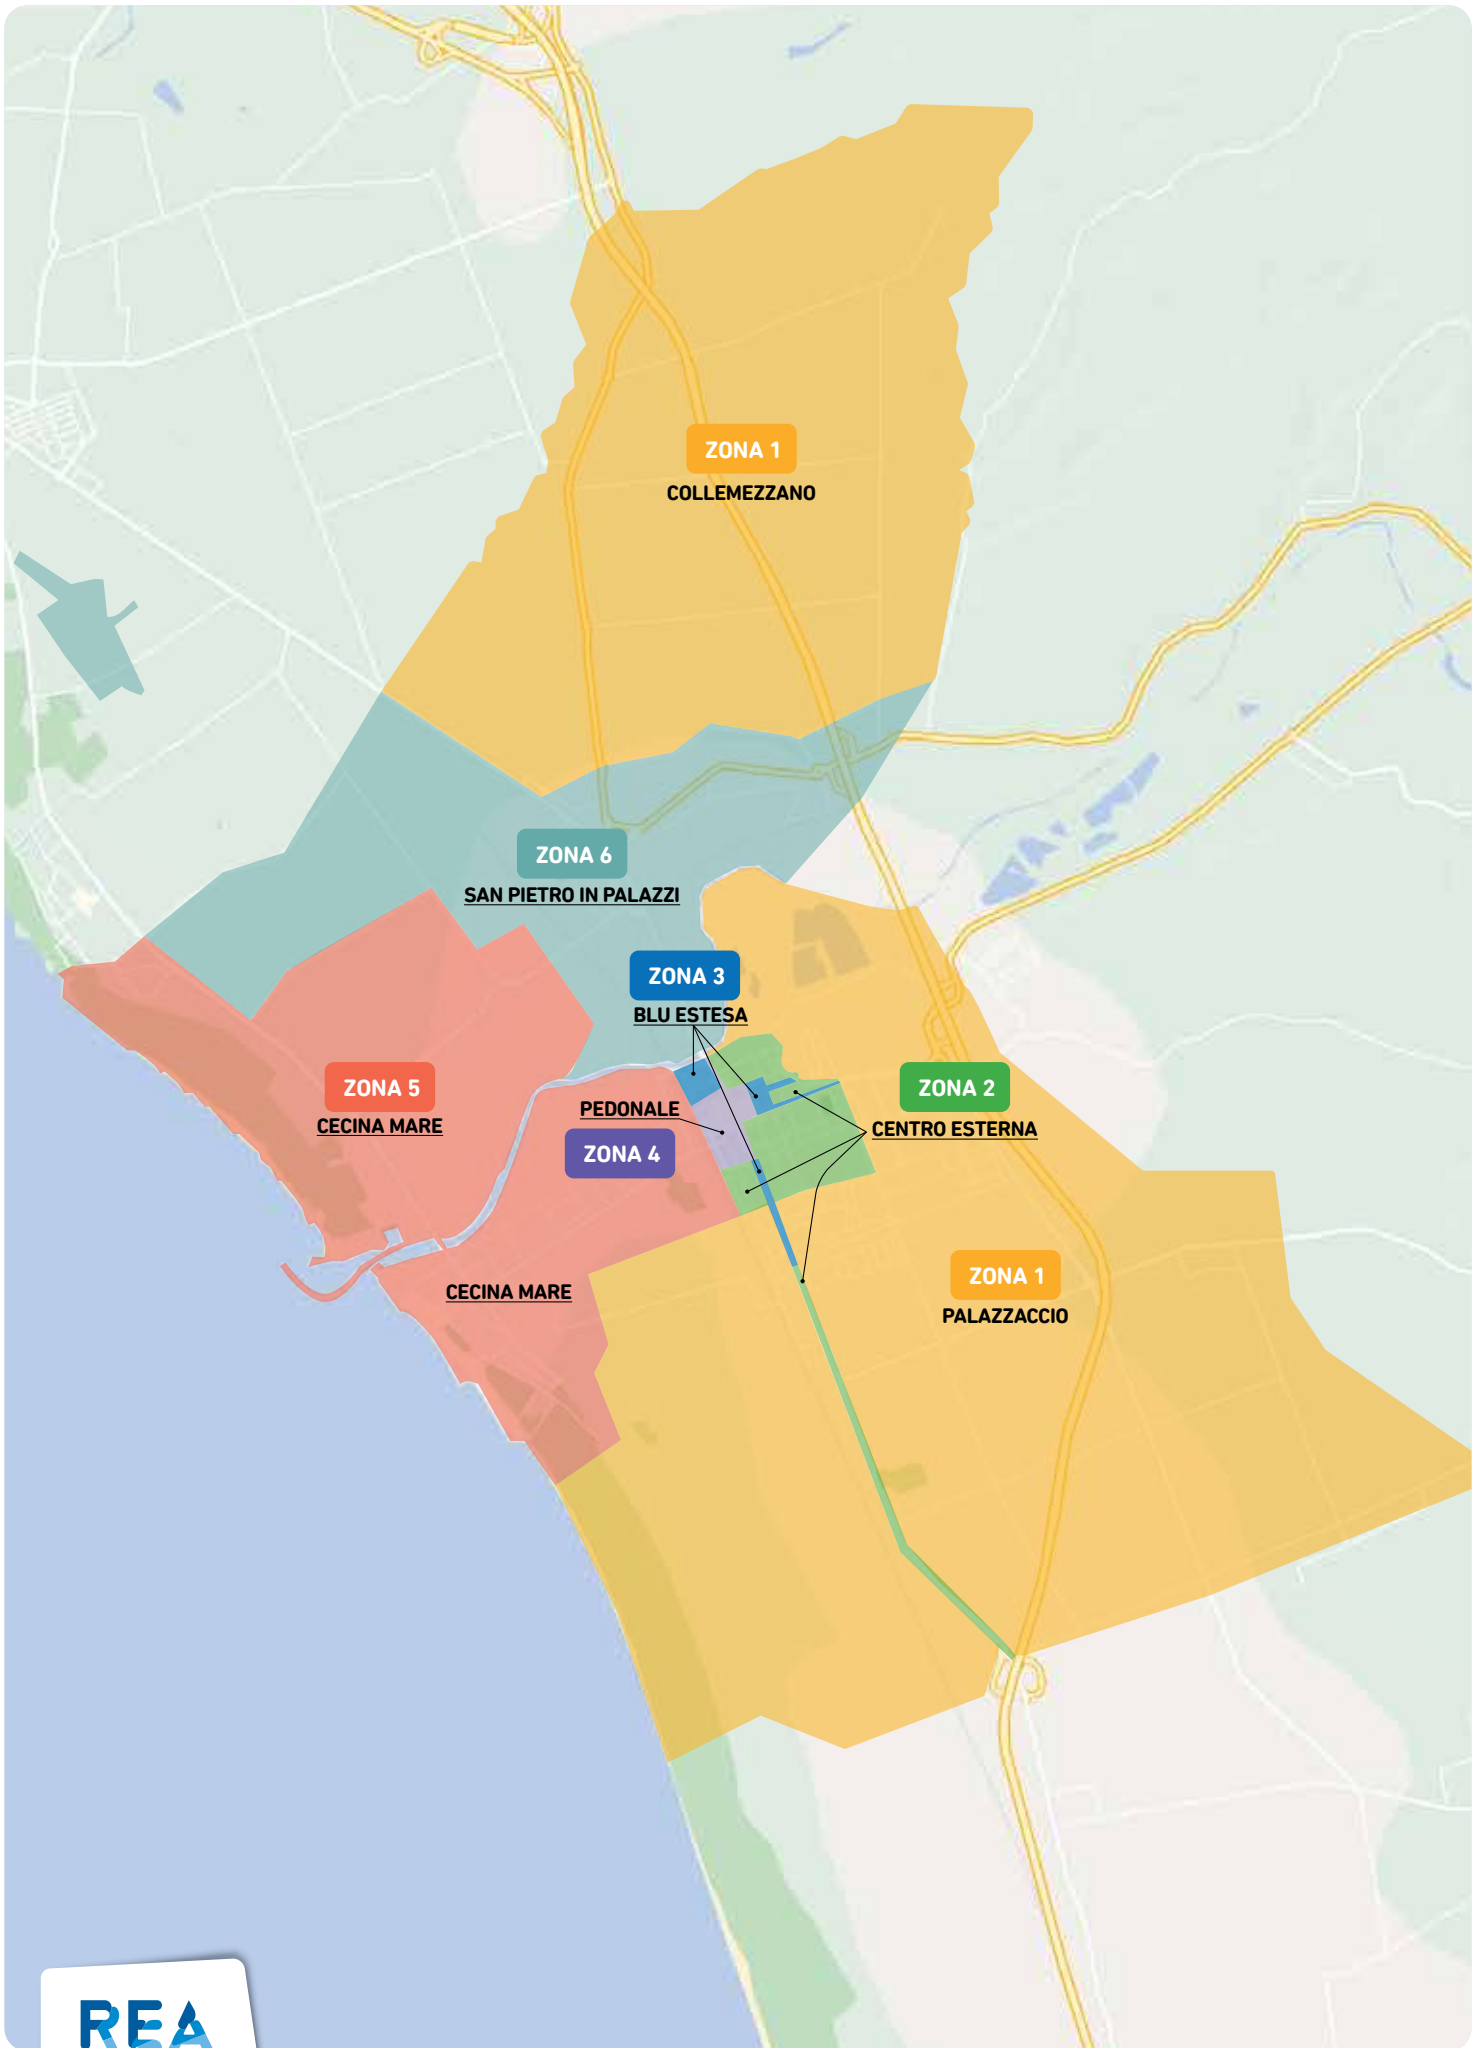 ZONA 1
COLLEMEZZANO
ZONA 6
SAN PIETRO IN PALAZZI
ZONA 3
BLU ESTESA
ZONA 5
CECINA MARE
PEDONALE
ZONA 4
ZONA 2
CENTRO ESTERNA
CECINA MARE
ZONA 1
PALAZZACCIO
REA